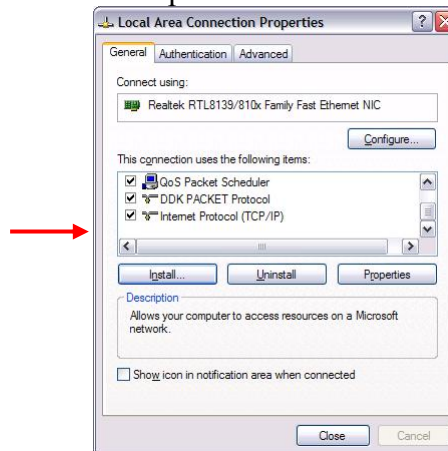 Local Area Connection Properties
General Authentication Advanced
Connect using:
Realtek RTL8139/810x Family Fast Ethernet NIC
Configure...
This connection uses the following items:
QoS Packet Scheduler
DDK PACKET Protocol
Internet Protocol (TCP/IP)
Install... Uninstall Properties
Description
Allows your computer to access resources on a Microsoft
network.
Show icon in notification area when connected
Close Cancel